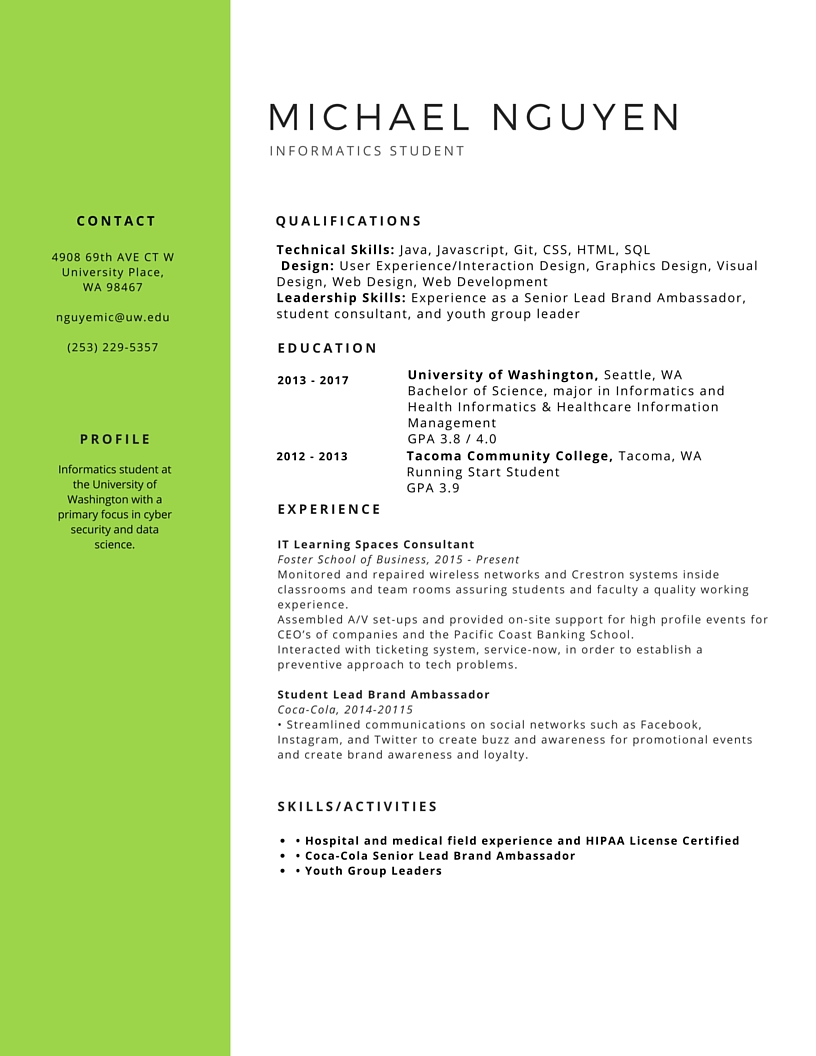 MICHAEL NGUYEN
INFORMATICS STUDENT
CONTACT
4908 69th AVE CT W
University Place,
WA 98467
nguyemic@uw.edu
(253) 229-5357
PROFILE
Informatics student at
the University of
Washington with a
primary focus in cyber
security and data
science.
QUALIFICATIONS
Technical Skills: Java, Javascript, Git, CSS, HTML, SQL
Design: User Experience/Interaction Design, Graphics Design, Visual
Design, Web Design, Web Development
Leadership Skills: Experience as a Senior Lead Brand Ambassador,
student consultant, and youth group leader
EDUCATION
2013 - 2017
University of Washington, Seattle, WA
Bachelor of Science, major in Informatics and
Health Informatics & Healthcare Information
Management
GPA 3.8 / 4.0
2012 - 2013
Tacoma Community College, Tacoma, WA
Running Start Student
GPA 3.9
EXPERIENCE
IT Learning Spaces Consultant
Foster School of Business, 2015 - Present
Monitored and repaired wireless networks and Crestron systems inside
classrooms and team rooms assuring students and faculty a quality working
experience.
Assembled A/V set-ups and provided on-site support for high profile events for
CEO's of companies and the Pacific Coast Banking School.
Interacted with ticketing system, service-now, in order to establish a
preventive approach to tech problems.
Student Lead Brand Ambassador
Coca-Cola, 2014-20115
• Streamlined communications on social networks such as Facebook,
Instagram, and Twitter to create buzz and awareness for promotional events
and create brand awareness and loyalty.
SKILLS/ACTIVITIES
• • Hospital and medical field experience and HIPAA License Certified
• • Coca-Cola Senior Lead Brand Ambassador
• • Youth Group Leaders